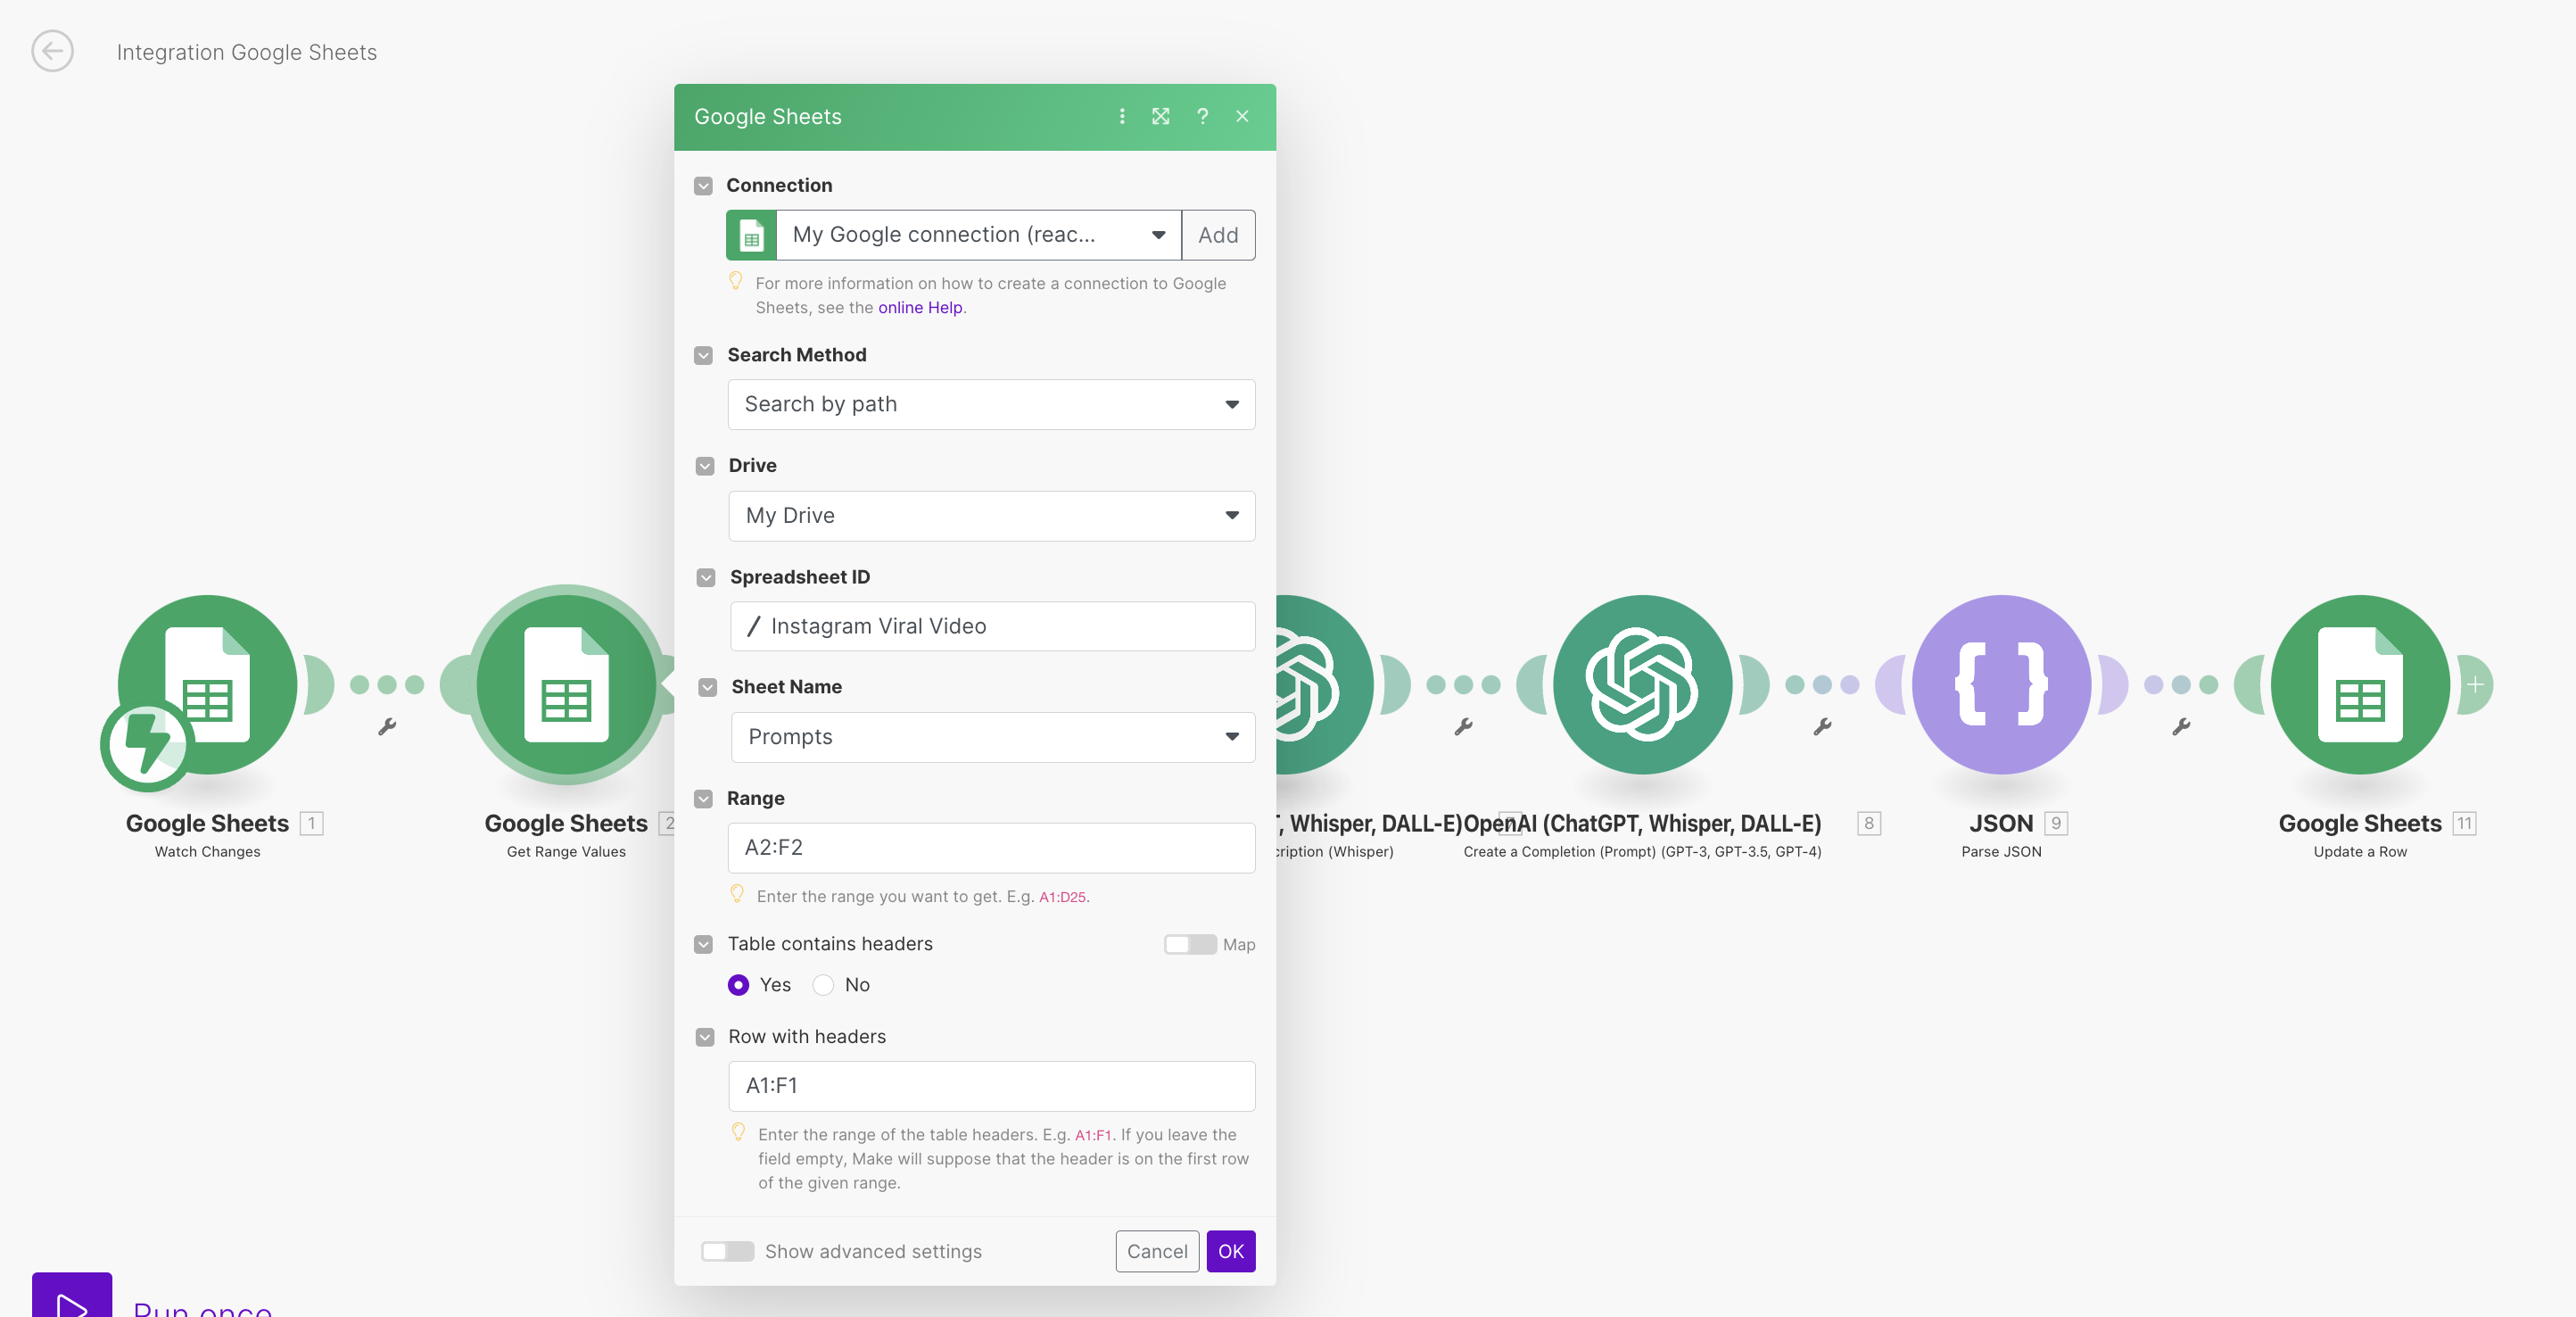 Integration Google Sheets
Google Sheets
?
Connection
My Google connection (reac...
Add
For more information on how to create a connection to Google
Sheets, see the online Help.
Search Method
Search by path
Drive
My Drive
Spreadsheet ID
/ Instagram Viral Video
Sheet Name
Prompts
Range
A2:F2
Enter the range you want to get. E.g. A1:D25.
Table contains headers
Map
Yes
No
Row with headers
A1:F1
Enter the range of the table headers. E.g. A1:F1. If you leave the
field empty, Make will suppose that the header is on the first row
of the given range.
Show advanced settings
Cancel
OK
Google Sheets 1
Watch Changes
Google Sheets 2
Get Range Values
, Whisper, DALL-E)
(Whisper)
OpenAI (ChatGPT, Whisper, DALL-E) 8
Create a Completion (Prompt) (GPT-3, GPT-3.5, GPT-4)
{ }
JSON 9
Parse JSON
Google Sheets 11
Update a Row
Run once